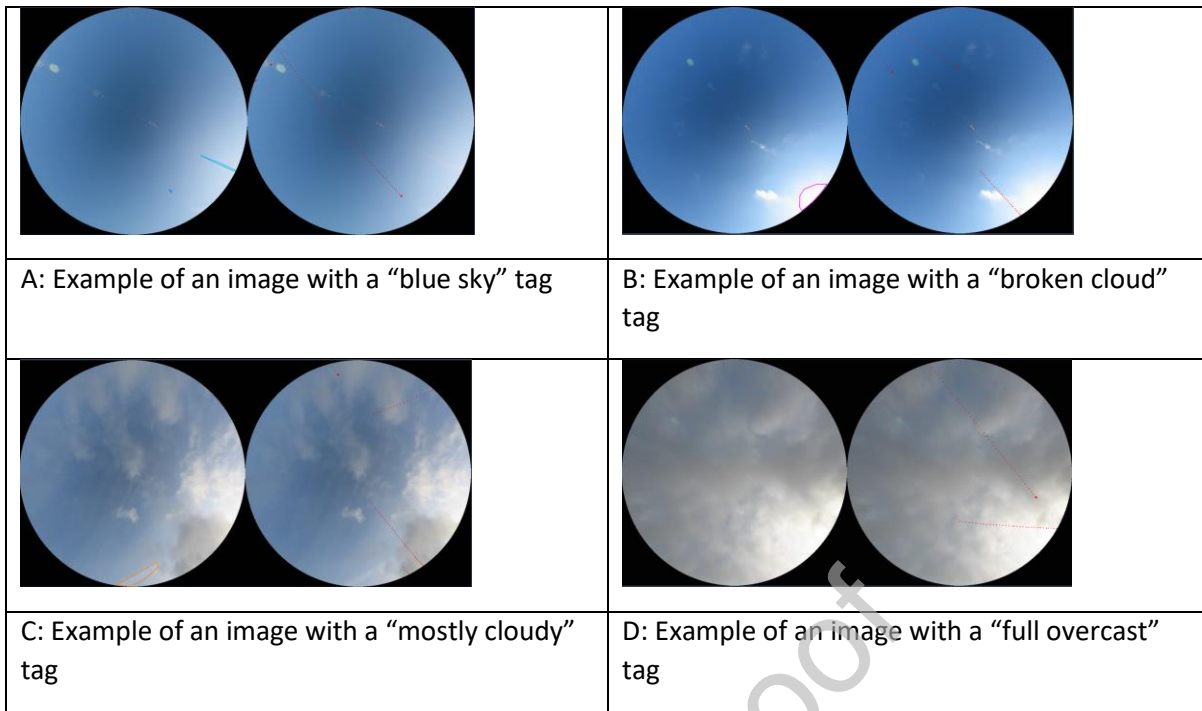 A: Example of an image with a “blue sky” tag
B: Example of an image with a “broken cloud”
tag
C: Example of an image with a “mostly cloudy”
tag
D: Example of an image with a “full overcast”
tag